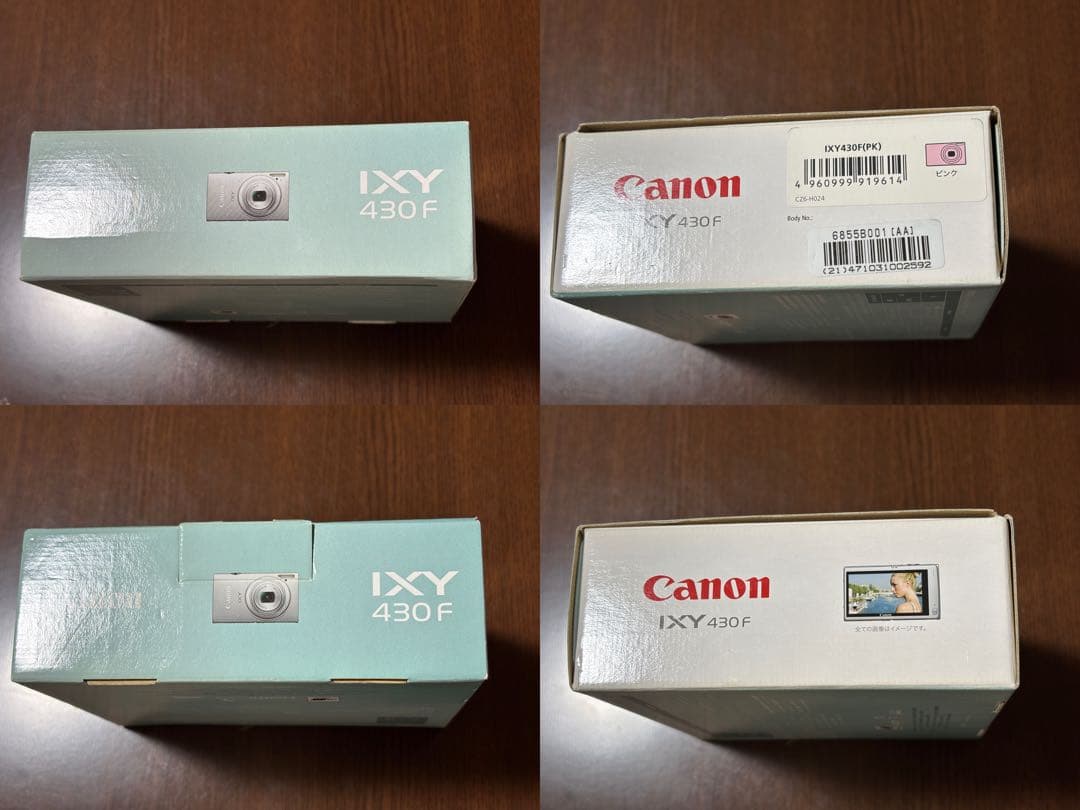 IXY
430 F
Canon
IXY 430 F
IXY430F(PK)
4 960999 919614
CZ6-H024
ピンク
Body No.:
6855B001 [AA]
(21)471031002592
Canon
IXY
430 F
Canon
IXY 430 F
全ての画像はイメージです。